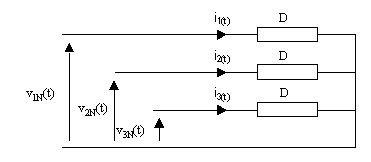 i1(t) D
i2(t) D
i3(t) D
v1N(t)
v2N(t)
v3N(t)